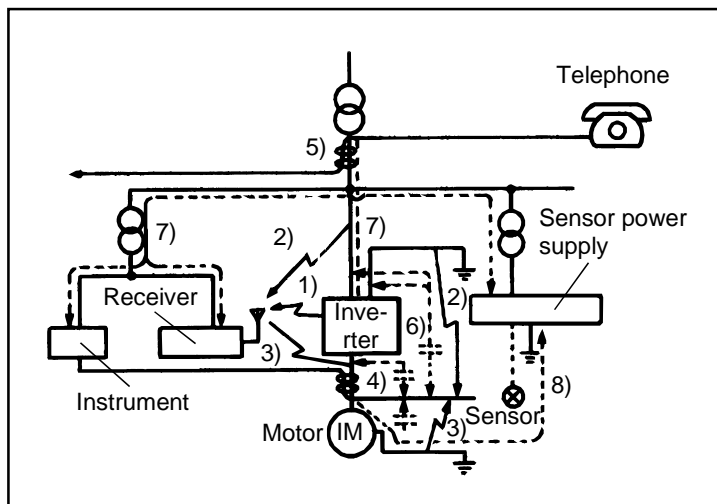 Telephone
5)
7)
7)
Sensor power
supply
2)
1)
2)
Receiver
Inve-
rter
6)
3)
4)
8)
Instrument
Sensor
Motor
IM
3)